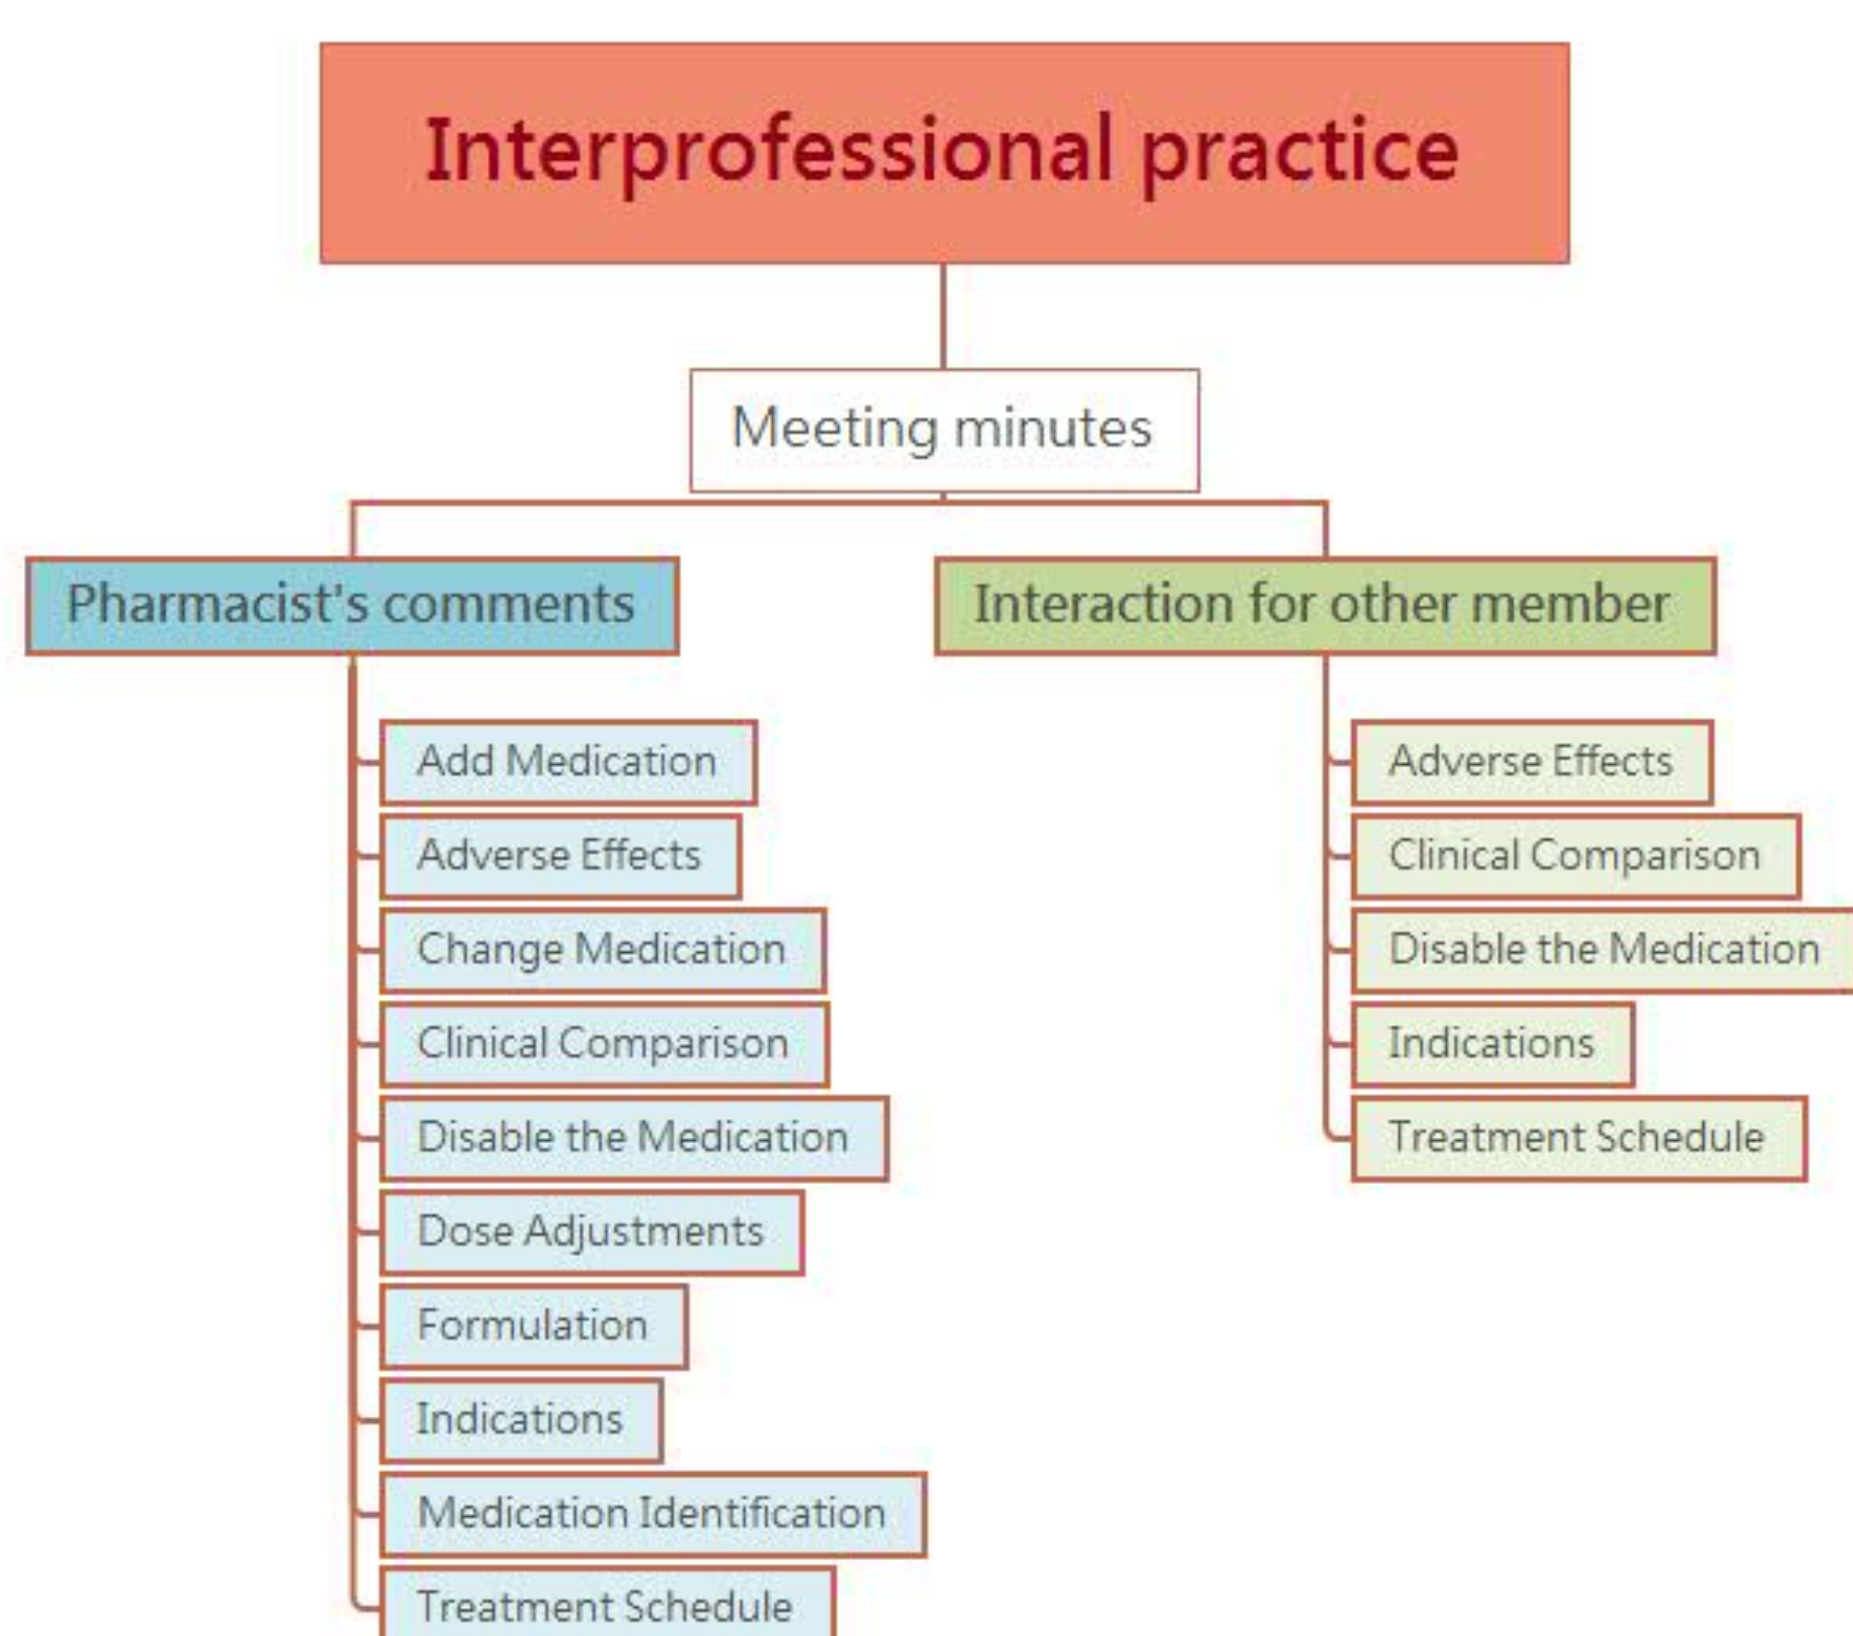 Interprofessional practice
Meeting minutes
Pharmacist's comments
Interaction for other member
Add Medication
Adverse Effects
Change Medication
Clinical Comparison
Disable the Medication
Dose Adjustments
Formulation
Indications
Medication Identification
Treatment Schedule
Adverse Effects
Clinical Comparison
Disable the Medication
Indications
Treatment Schedule